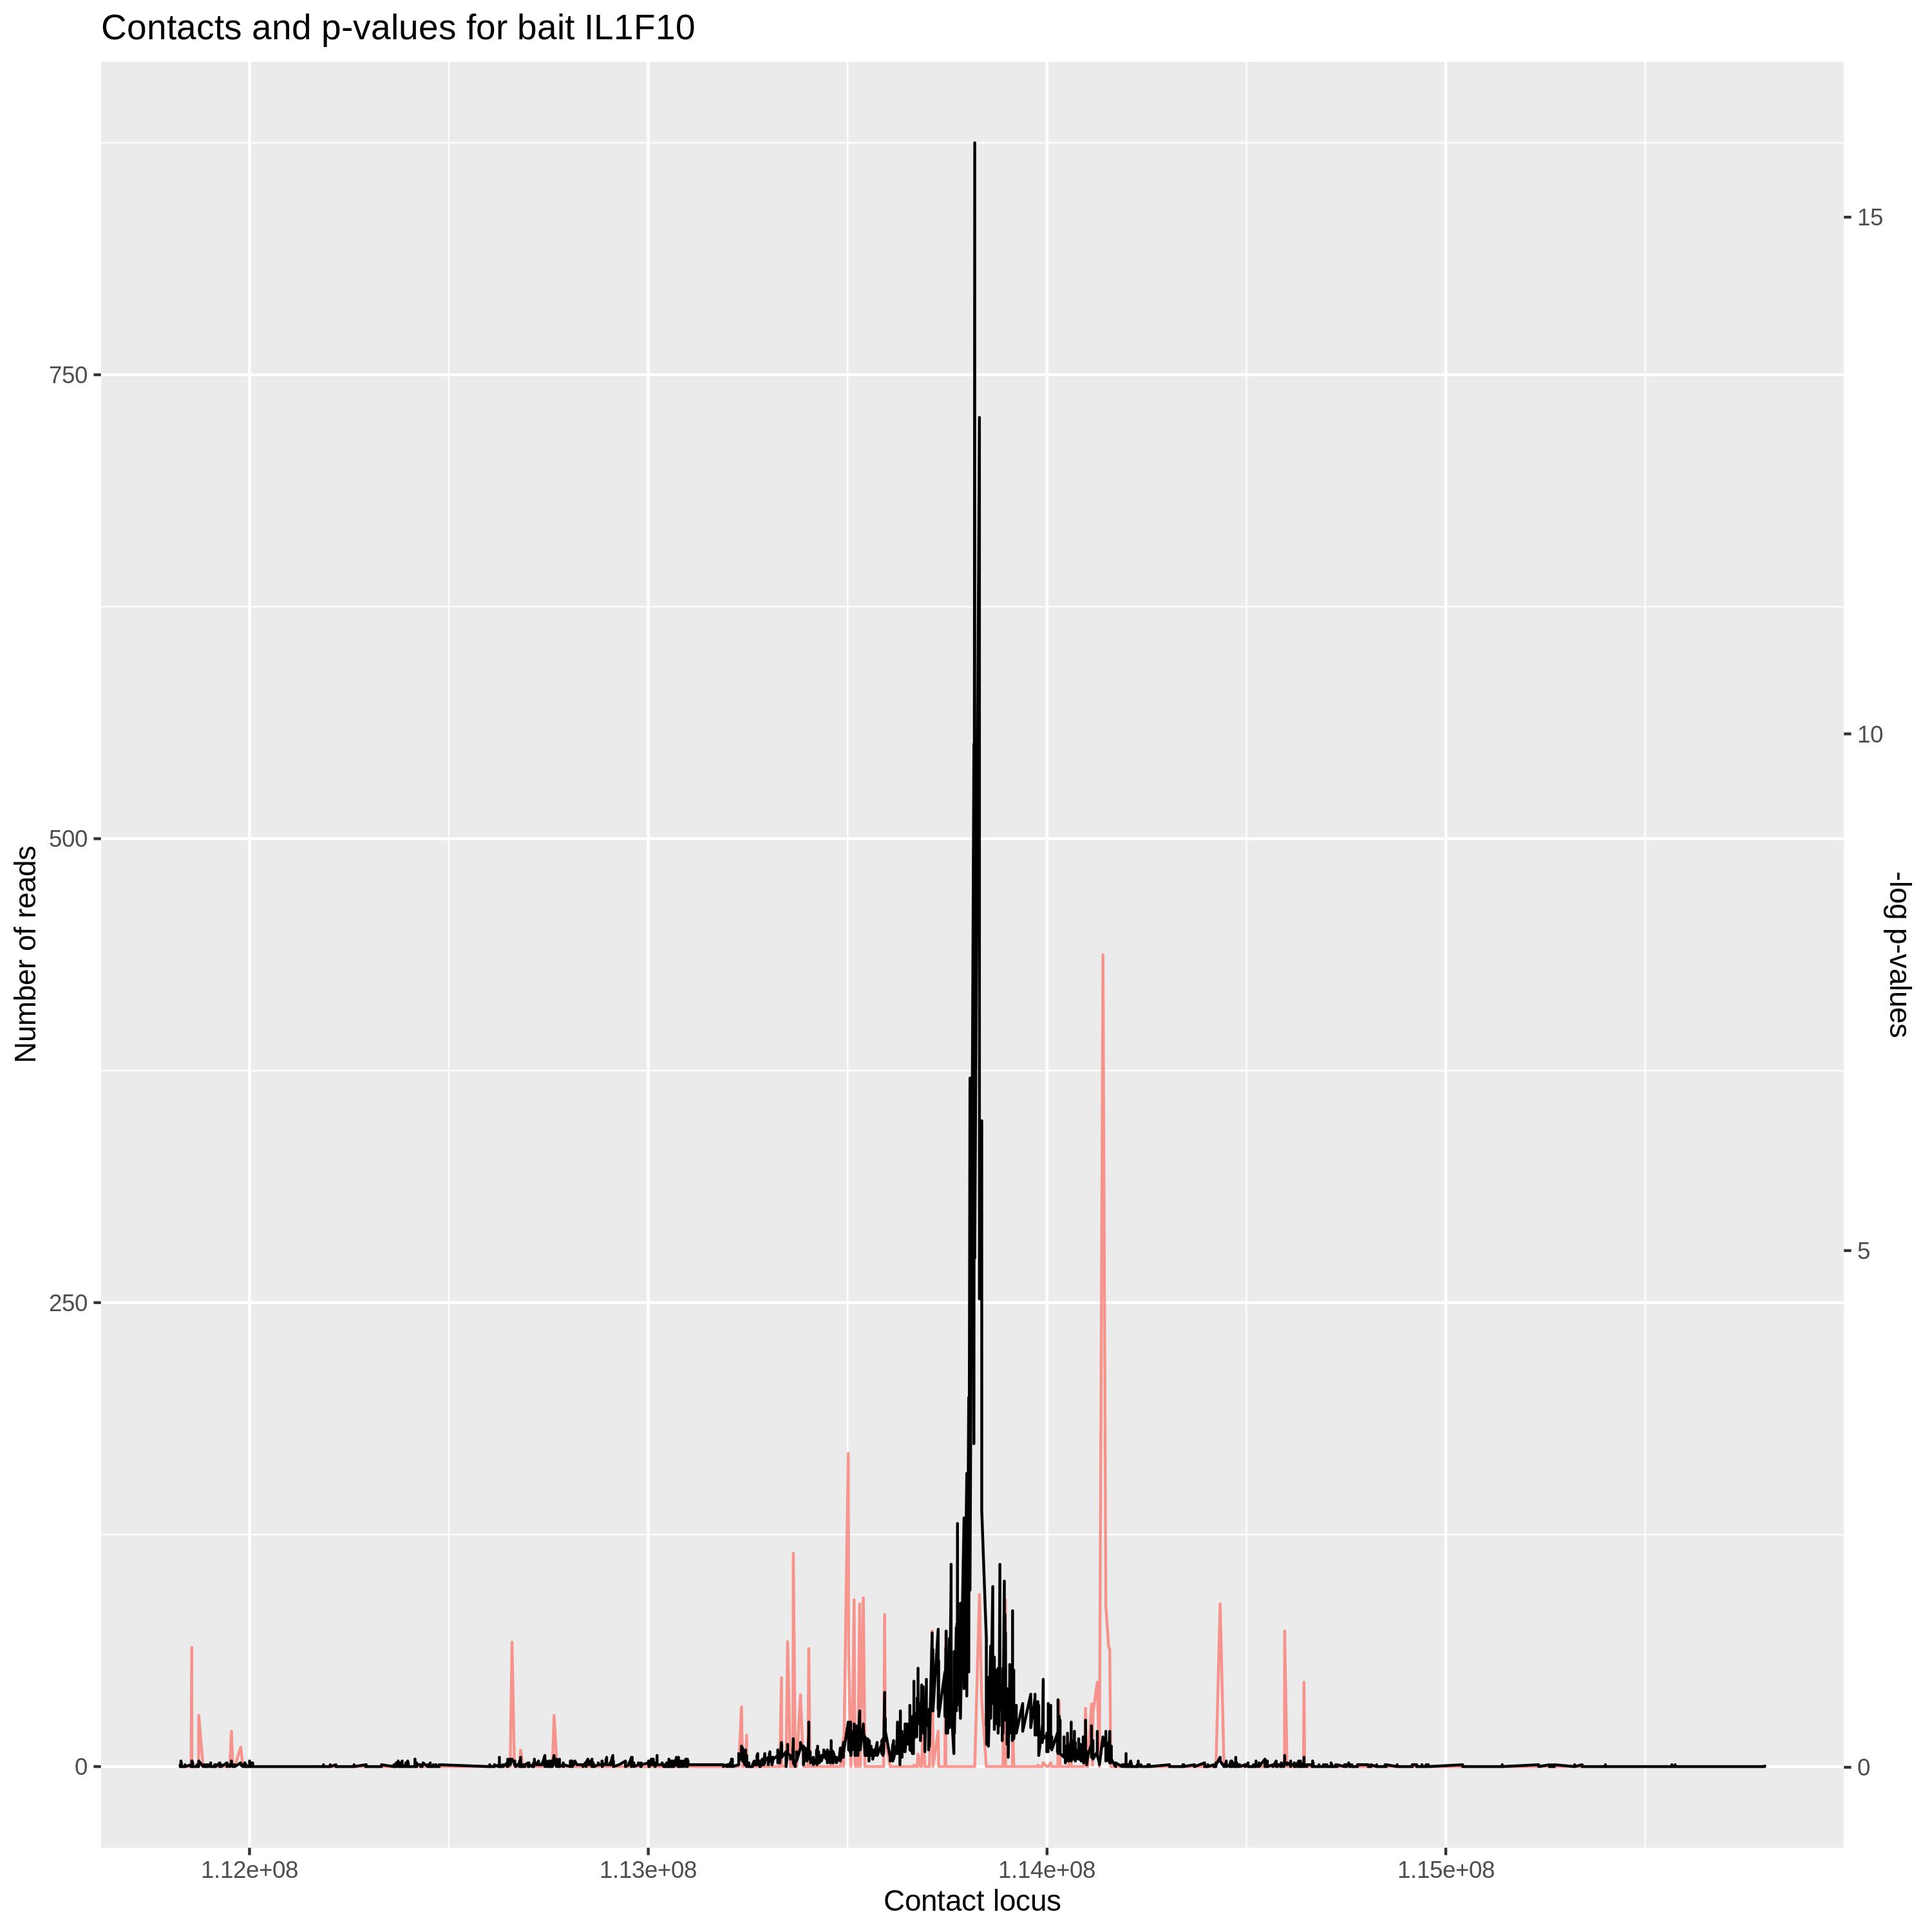 Contacts and p-values for bait IL1F10
Number of reads
750
500
250
0
15
10
5
0
-log p-values
1.12e+08
1.13e+08
1.14e+08
1.15e+08
Contact locus